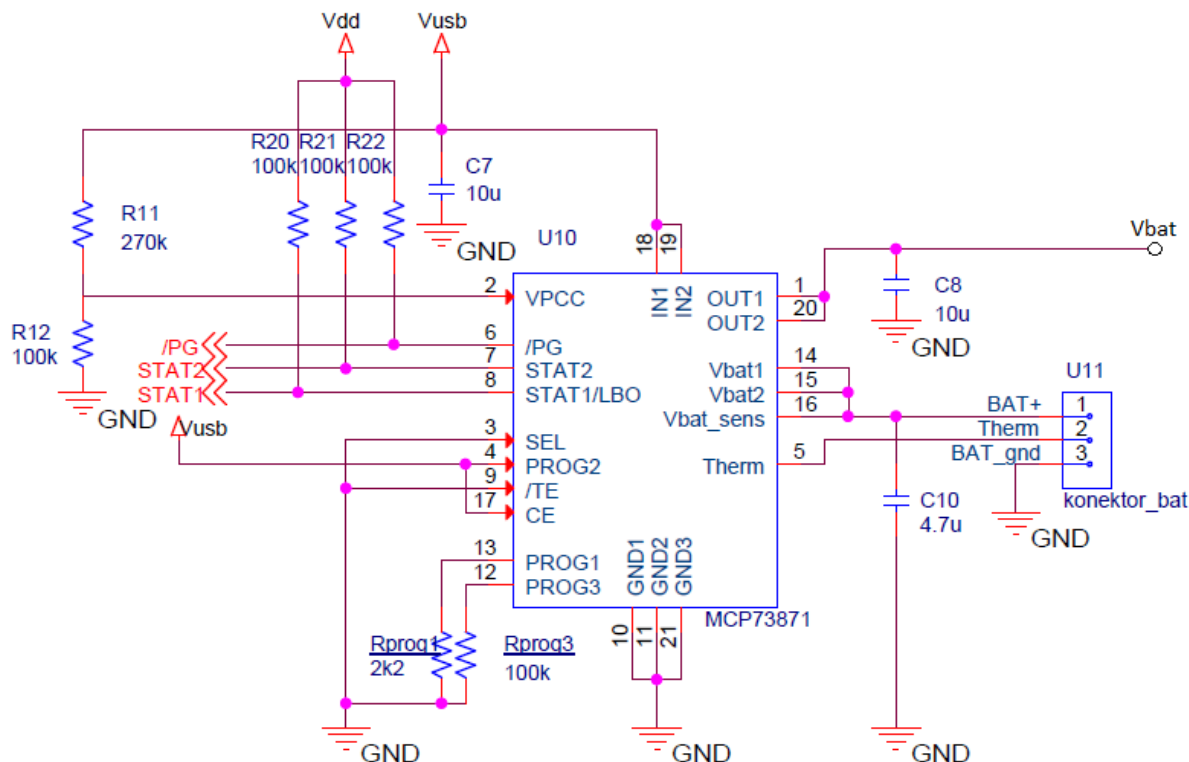 Vdd
Vusb
R20
R21
R22
100k
100k
100k
C7
10u
GND
R11
270k
U10
18
19
IN1
IN2
Vbat
C8
10u
GND
2
VPCC
OUT1
1
OUT2
20
R12
100k
GND
/PG
6
/PG
STAT2
7
STAT2
STAT1
8
STAT1/LBO
Vbat1
14
Vbat2
15
Vbat_sens
16
U11
BAT+
1
Therm
2
BAT_gnd
3
konektor_bat
GND
Vusb
3
SEL
4
PROG2
9
/TE
17
CE
Therm
5
C10
4.7u
13
PROG1
12
PROG3
GND1
GND2
GND3
10
11
21
MCP73871
Rprog1
2k2
Rprog3
100k
GND
GND
GND